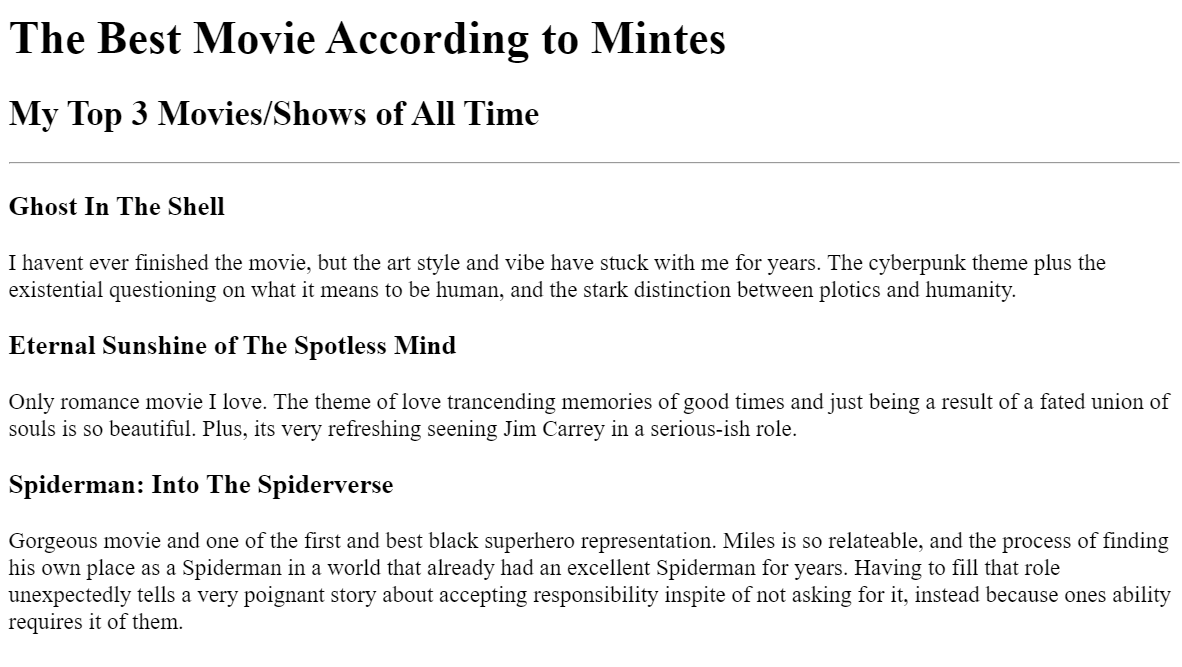 The Best Movie According to Mintes
My Top 3 Movies/Shows of All Time
Ghost In The Shell
I havent ever finished the movie, but the art style and vibe have stuck with me for years. The cyberpunk theme plus the
existential questioning on what it means to be human, and the stark distinction between plotics and humanity.
Eternal Sunshine of The Spotless Mind
Only romance movie I love. The theme of love trancending memories of good times and just being a result of a fated union of
souls is so beautiful. Plus, its very refreshing seening Jim Carrey in a serious-ish role.
Spiderman: Into The Spiderverse
Gorgeous movie and one of the first and best black superhero representation. Miles is so relateable, and the process of finding
his own place as a Spiderman in a world that already had an excellent Spiderman for years. Having to fill that role
unexpectedly tells a very poignant story about accepting responsibility inspite of not asking for it, instead because ones ability
requires it of them.